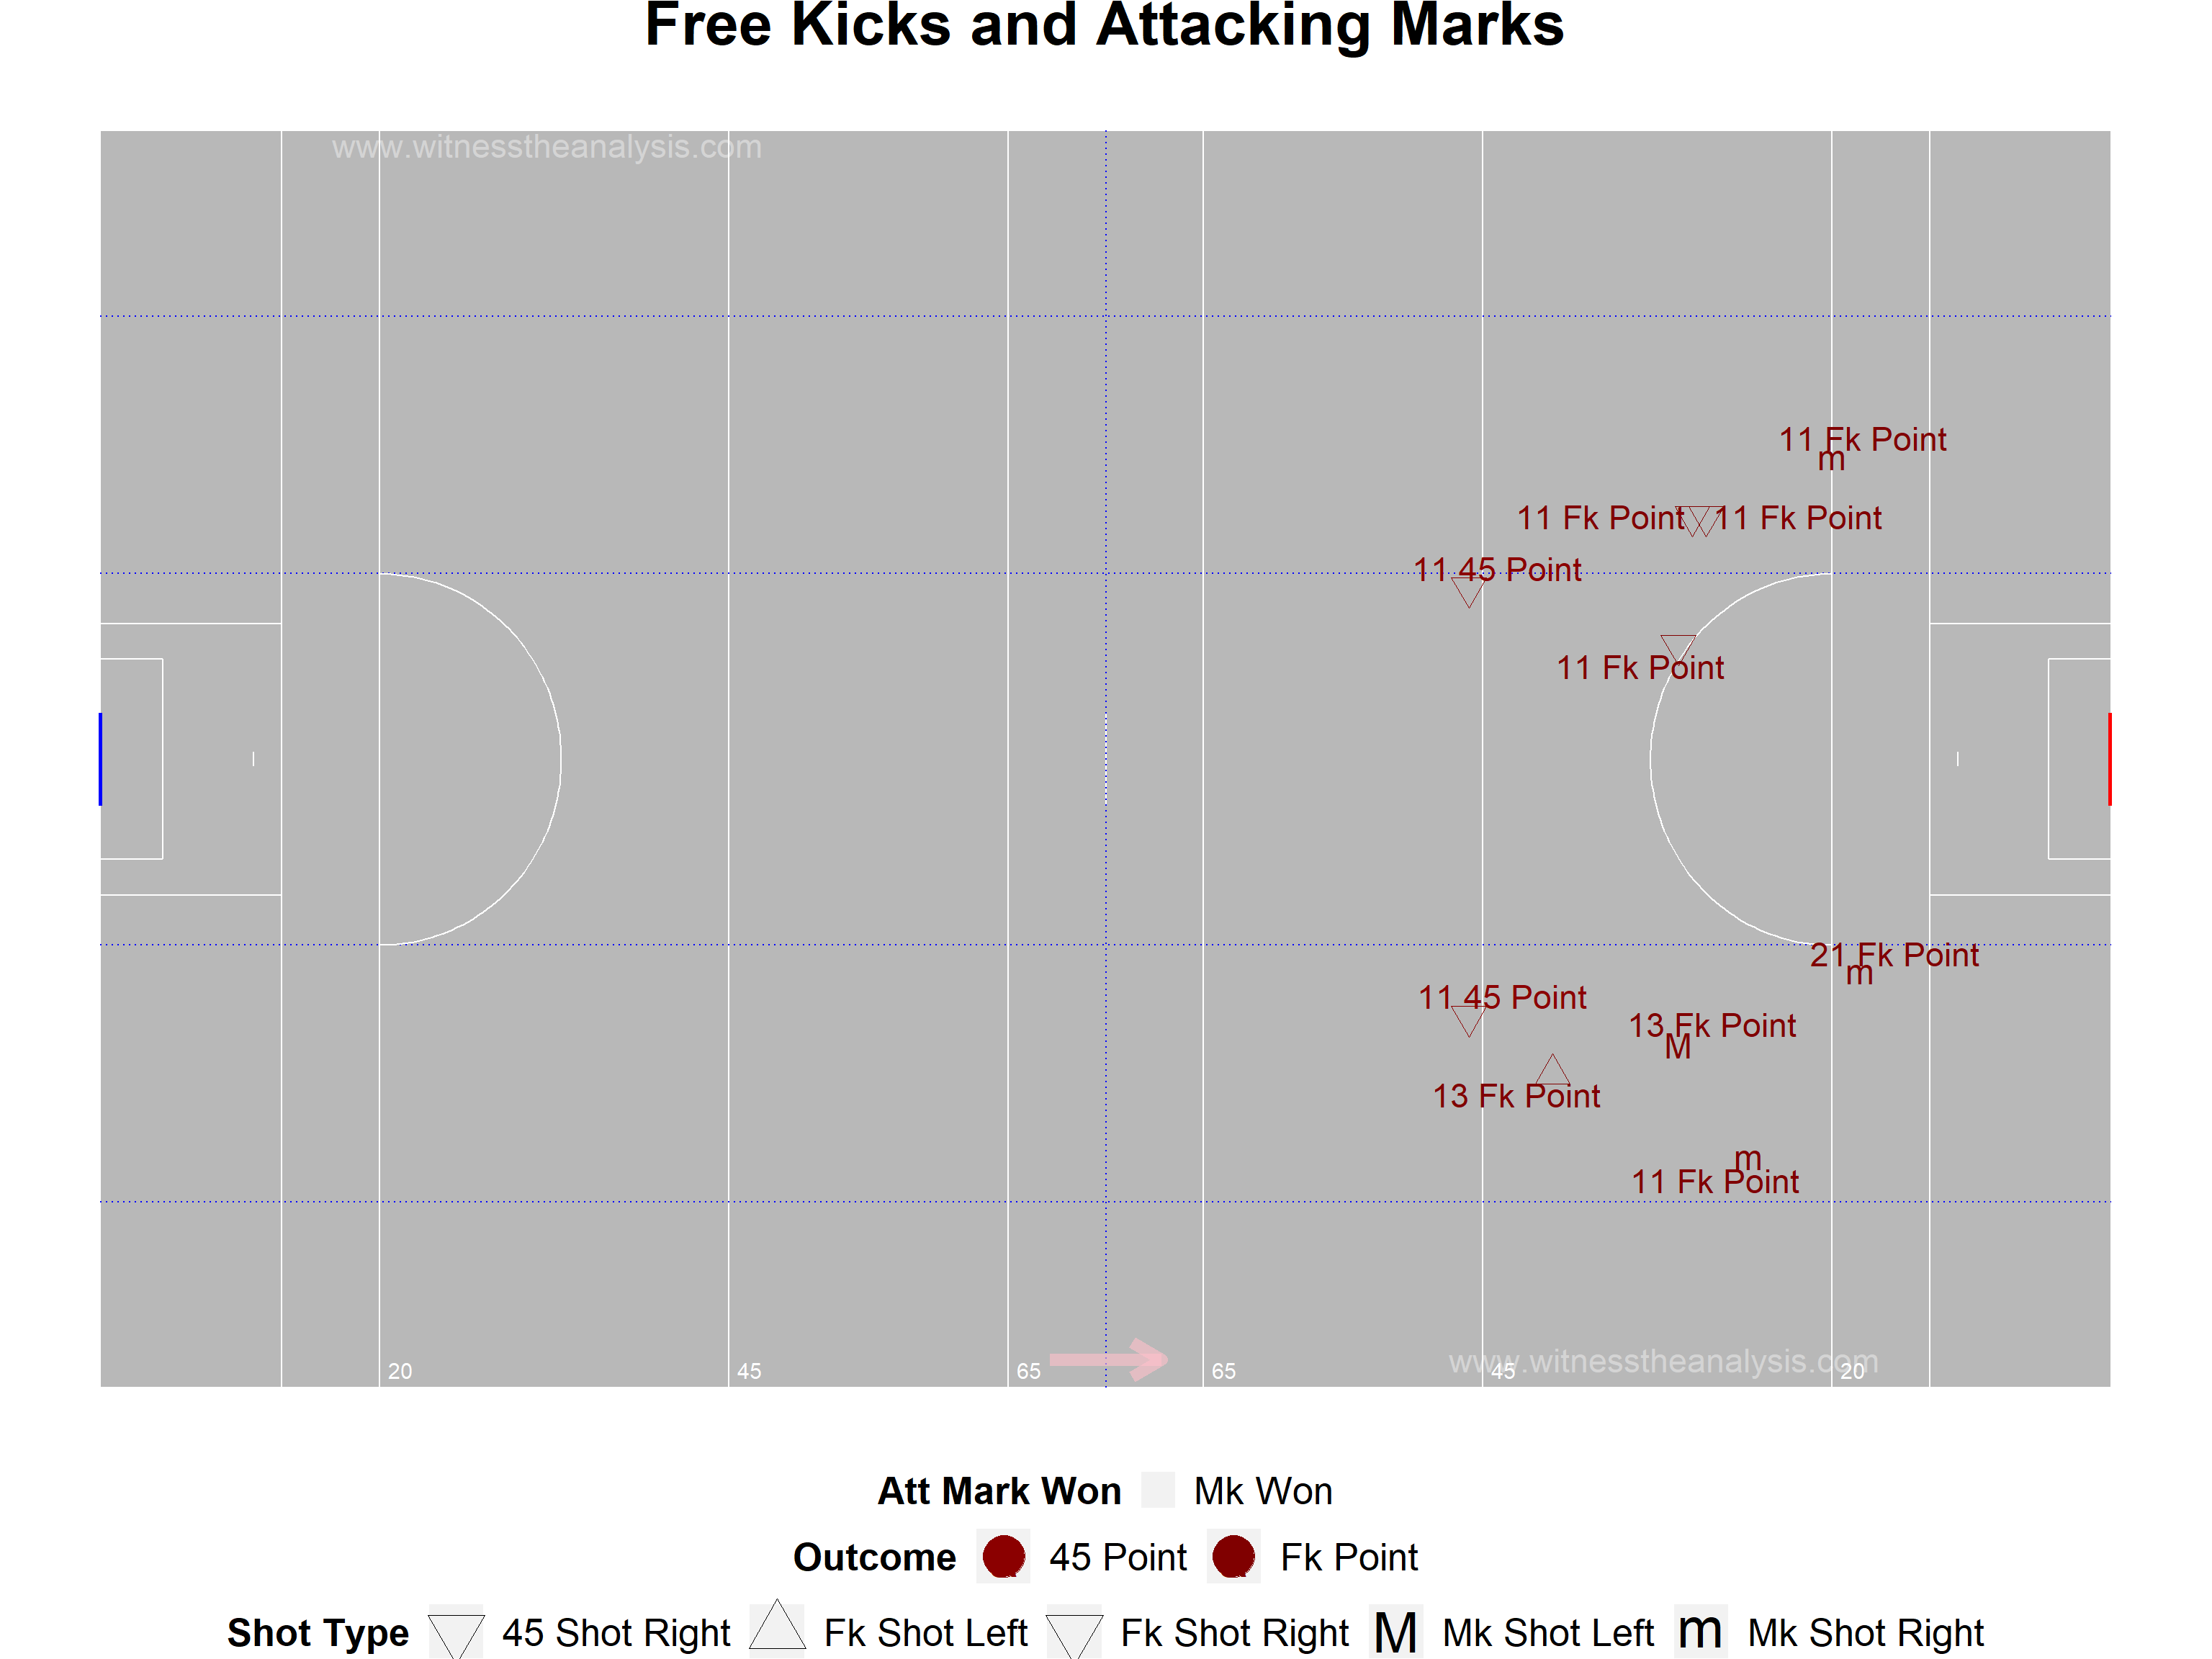 Free Kicks and Attacking Marks
www.witnesstheanalysis.com
11 Fk Point
m
11 Fk Point 11 Fk Point
11 45 Point
11 Fk Point
21 Fk Point
m
11 45 Point
13 Fk Point
M
13 Fk Point
m
11 Fk Point
www.witnesstheanalysis.com
20 45 65 65 45 20
Att Mark Won Mk Won
Outcome 45 Point Fk Point
Shot Type 45 Shot Right Fk Shot Left Fk Shot Right M Mk Shot Left m Mk Shot Right